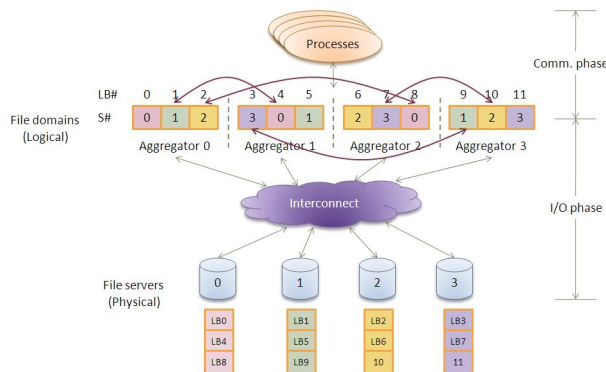 Processes
Comm. phase
LB# 0 1 2 3 4 5 6 7 8 9 10 11
File domains
(Logical)
S# 0 1 2 3 0 1 2 3 0 1 2 3
Aggregator 0 Aggregator 1 Aggregator 2 Aggregator 3
Interconnect
I/O phase
File servers
(Physical)
0 1 2 3
LB0 LB1 LB2 LB3
LB4 LB5 LB6 LB7
LB8 LB9 10 11